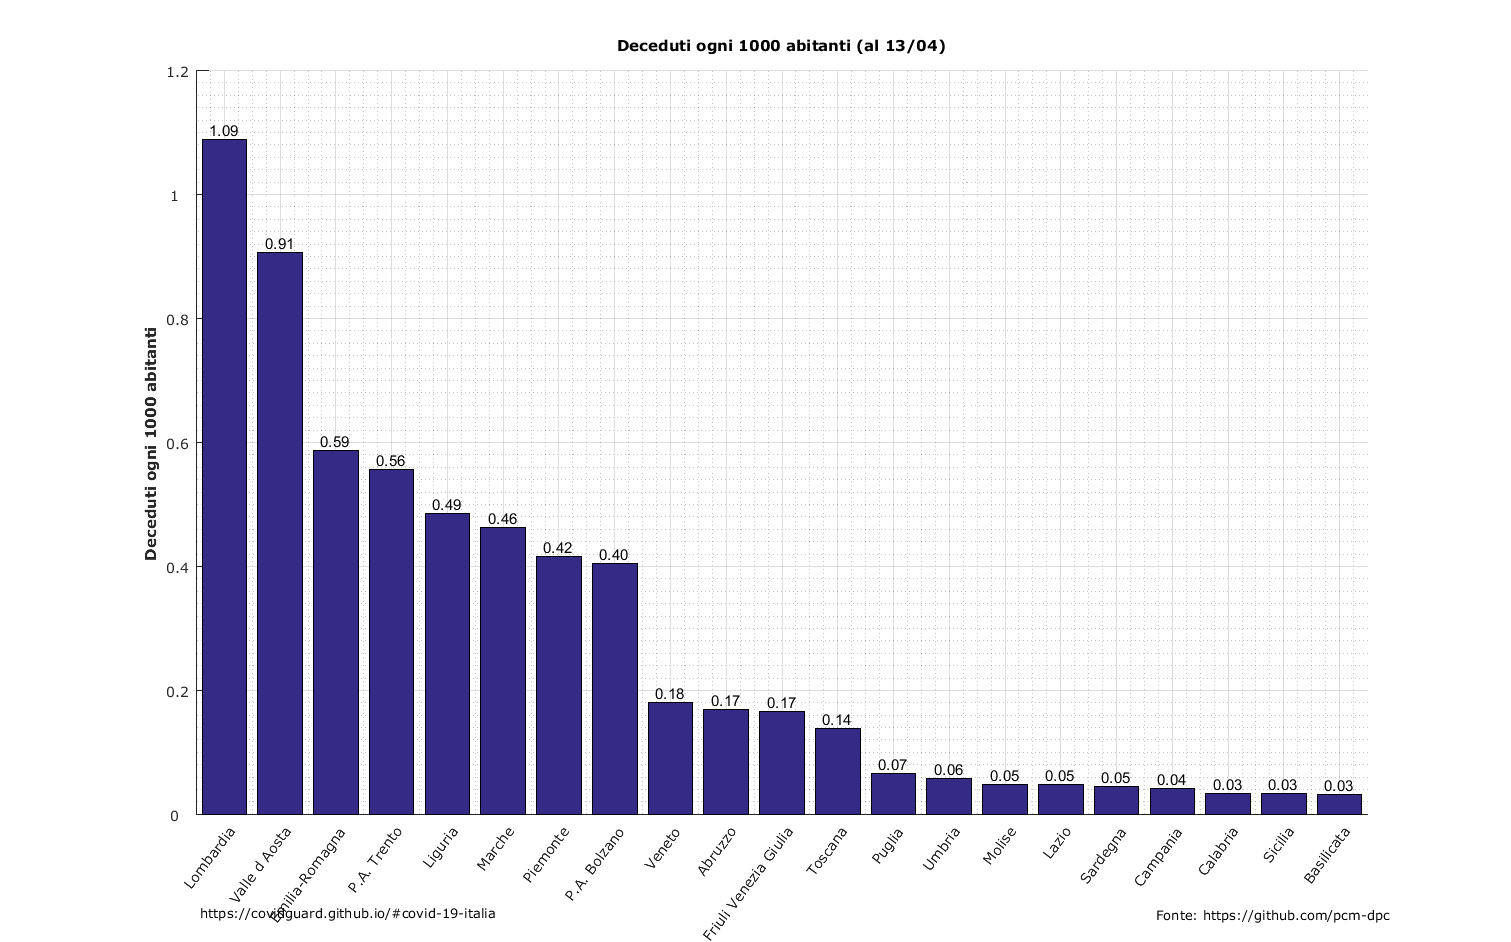 Deceduti ogni 1000 abitanti (al 13/04)
Deceduti ogni 1000 abitanti
1.2
1
0.8
0.6
0.4
0.2
0
1.09
0.91
0.59
0.56
0.49
0.46
0.42
0.40
0.18
0.17
0.17
0.14
0.07
0.06
0.05
0.05
0.05
0.04
0.03
0.03
0.03
Lombardia
Valle d Aosta
Emilia-Romagna
P.A. Trento
Liguria
Marche
Piemonte
P.A. Bolzano
Veneto
Abruzzo
Friuli Venezia Giulia
Toscana
Puglia
Umbria
Molise
Lazio
Sardegna
Campania
Calabria
Sicilia
Basilicata
https://covidguard.github.io/#covid-19-italia
Fonte: https://github.com/pcm-dpc